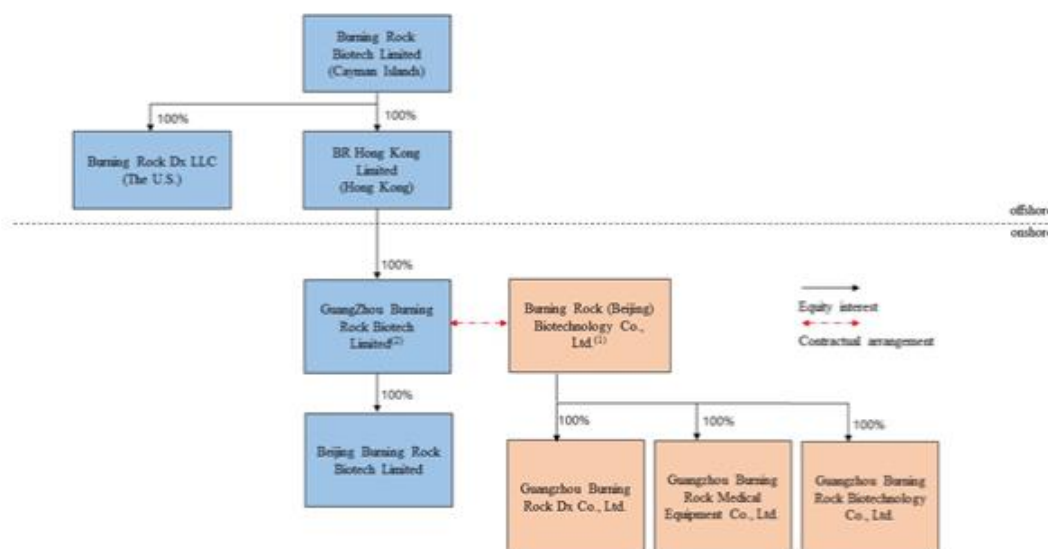 Burning Rock
Biotech Limited
(Cayman Islands)
100%
100%
Burning Rock Dx LLC
(The U.S.)
BR Hong Kong
Limited
(Hong Kong)
offshore
onshore
100%
GuangZhou Burning
Rock Biotech
Limited(2)
Burning Rock (Beijing)
Biotechnology Co.,
Ltd.(1)
Equity interest
Contractual arrangement
100%
100%
100%
100%
Beijing Burning Rock
Biotech Limited
Guangzhou Burning
Rock Dx Co., Ltd.
Guangzhou Burning
Rock Medical
Equipment Co., Ltd.
Guangzhou Burning
Rock Biotechnology
Co., Ltd.